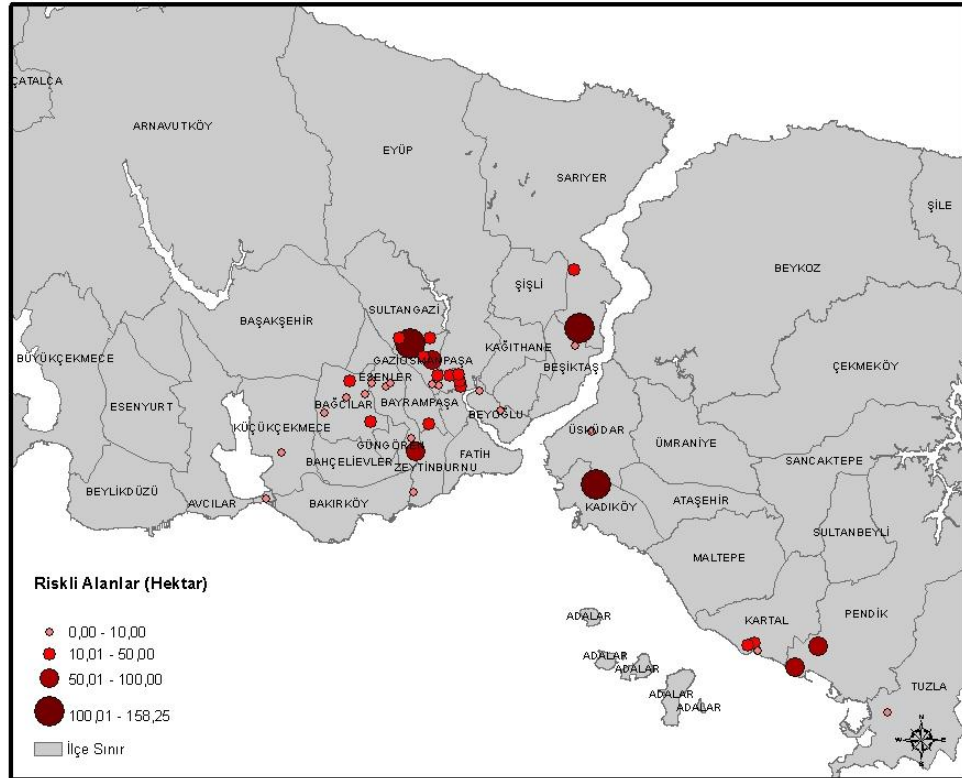 ÇATALCA
ARNAVUTKÖY
EYÜP
SARIYER
ŞİLE
BEYKOZ
ŞİŞLİ
SULTANGAZİ
BAŞAKŞEHİR
KAĞITHANE
BÜYÜKÇEKMECE
GAZİOSMANPAŞA
BEŞİKTAŞ
ÇEKMEKÖY
ESENYURT
ESENLER
BAĞCILAR
BAYRAMPAŞA
BEYOĞLU
KÜÇÜKÇEKMECE
ÜSKÜDAR
ÜMRANİYE
GÜNGÖREN
FATİH
SANCAKTEPE
BAHÇELİEVLER
ZEYTİNBURNU
BEYLİKDÜZÜ
AVCILAR
BAKIRKÖY
KADIKÖY
ATAŞEHİR
SULTANBEYLİ
MALTEPE
PENDİK
KARTAL
ADALAR
ADALAR
ADALAR
ADALAR
ADALAR
TUZLA
N
W E
S
Riskli Alanlar (Hektar)
0,00 - 10,00
10,01 - 50,00
50,01 - 100,00
100,01 - 158,25
İlçe Sınır